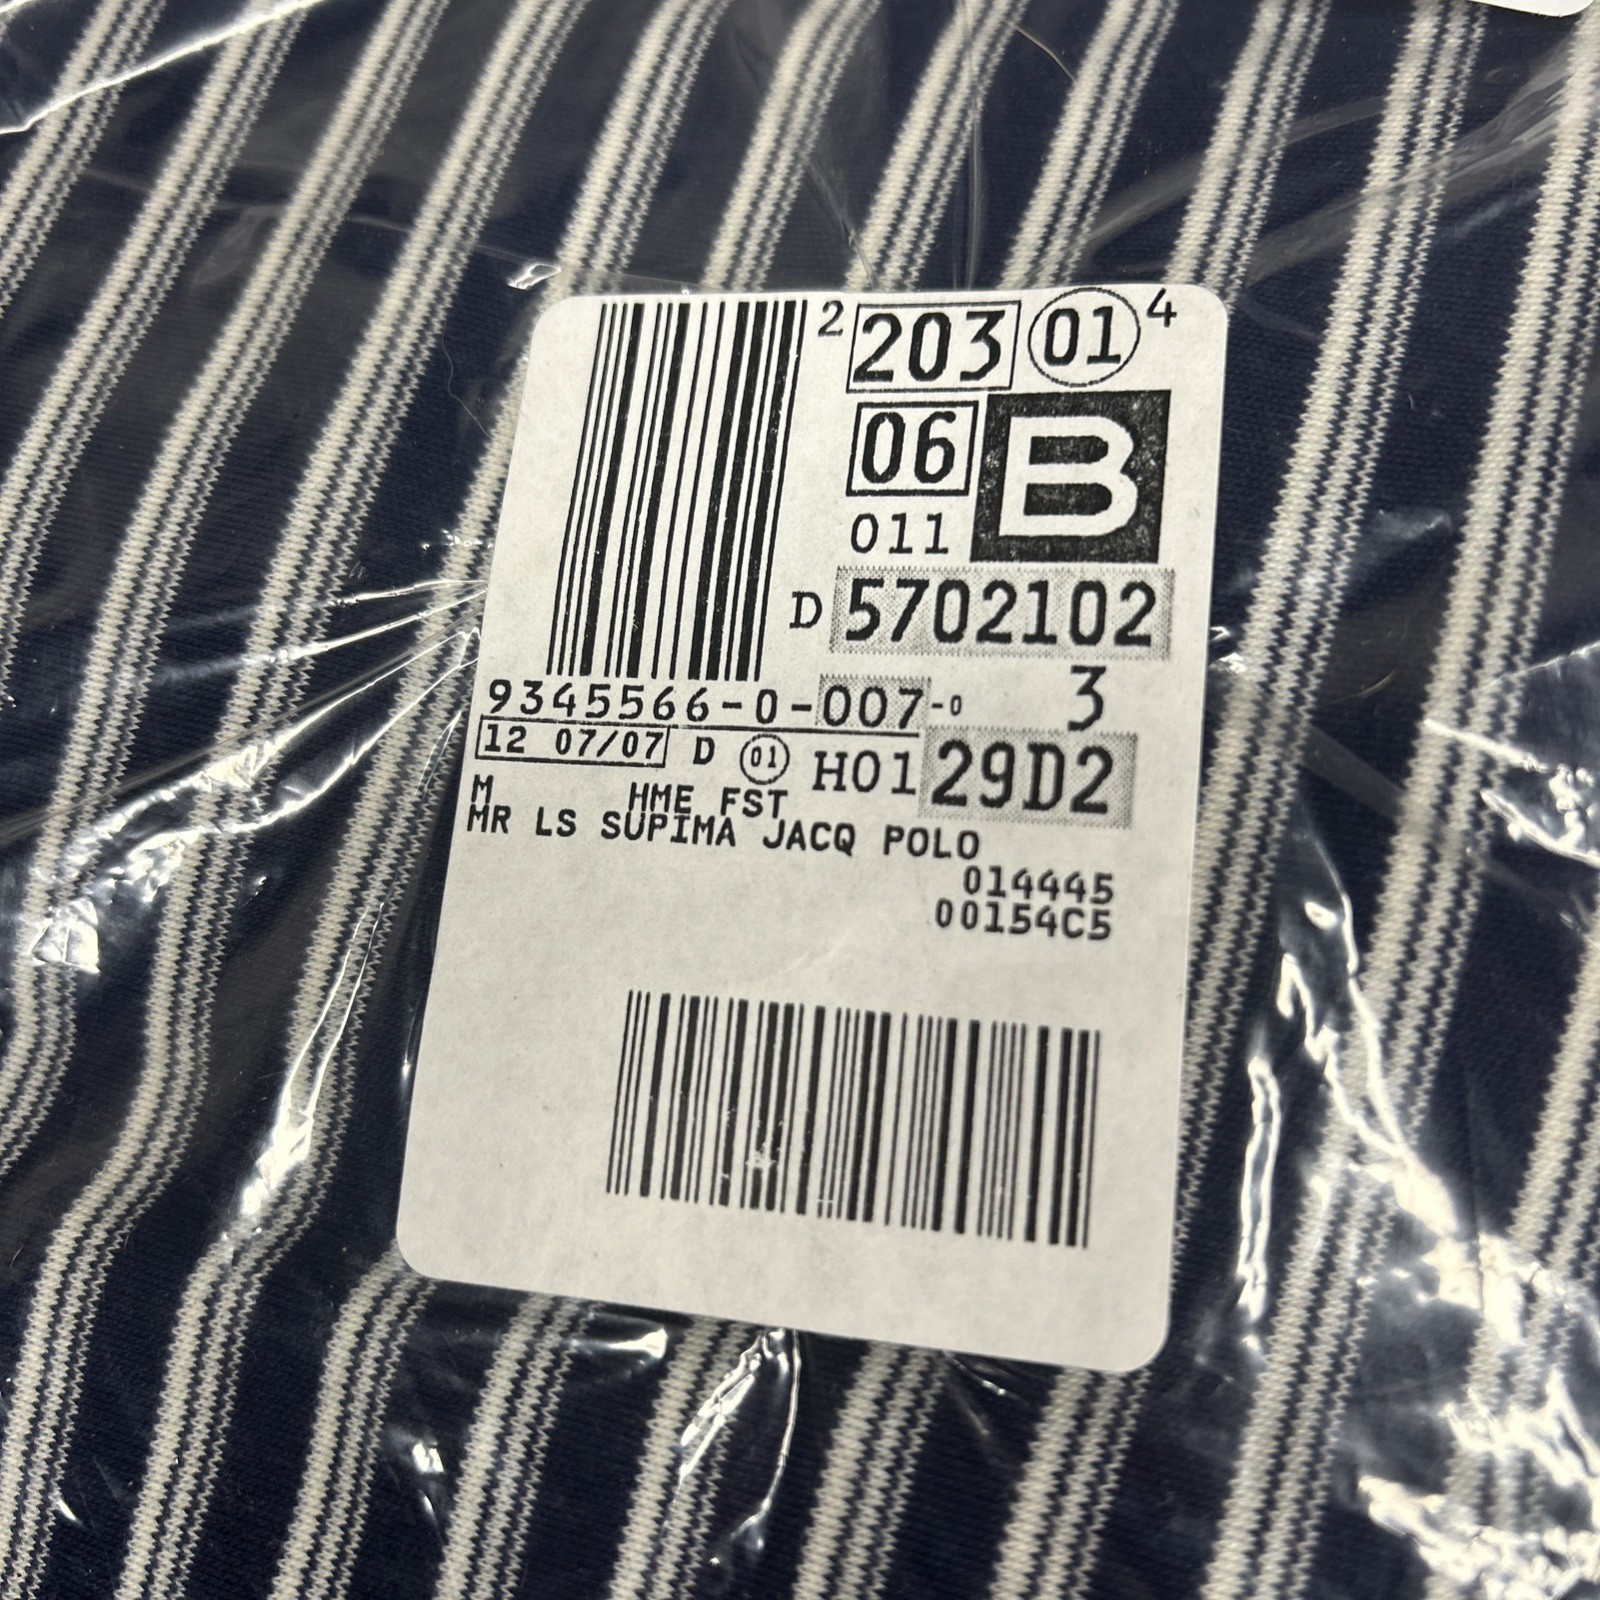 2 203 01 4
06 B
011
D 5702102
9345566-0-007-0 3
12 07/07 D 01 H01 29D2
M HME FST
MR LS SUPIMA JACQ POLO
014445
00154C5